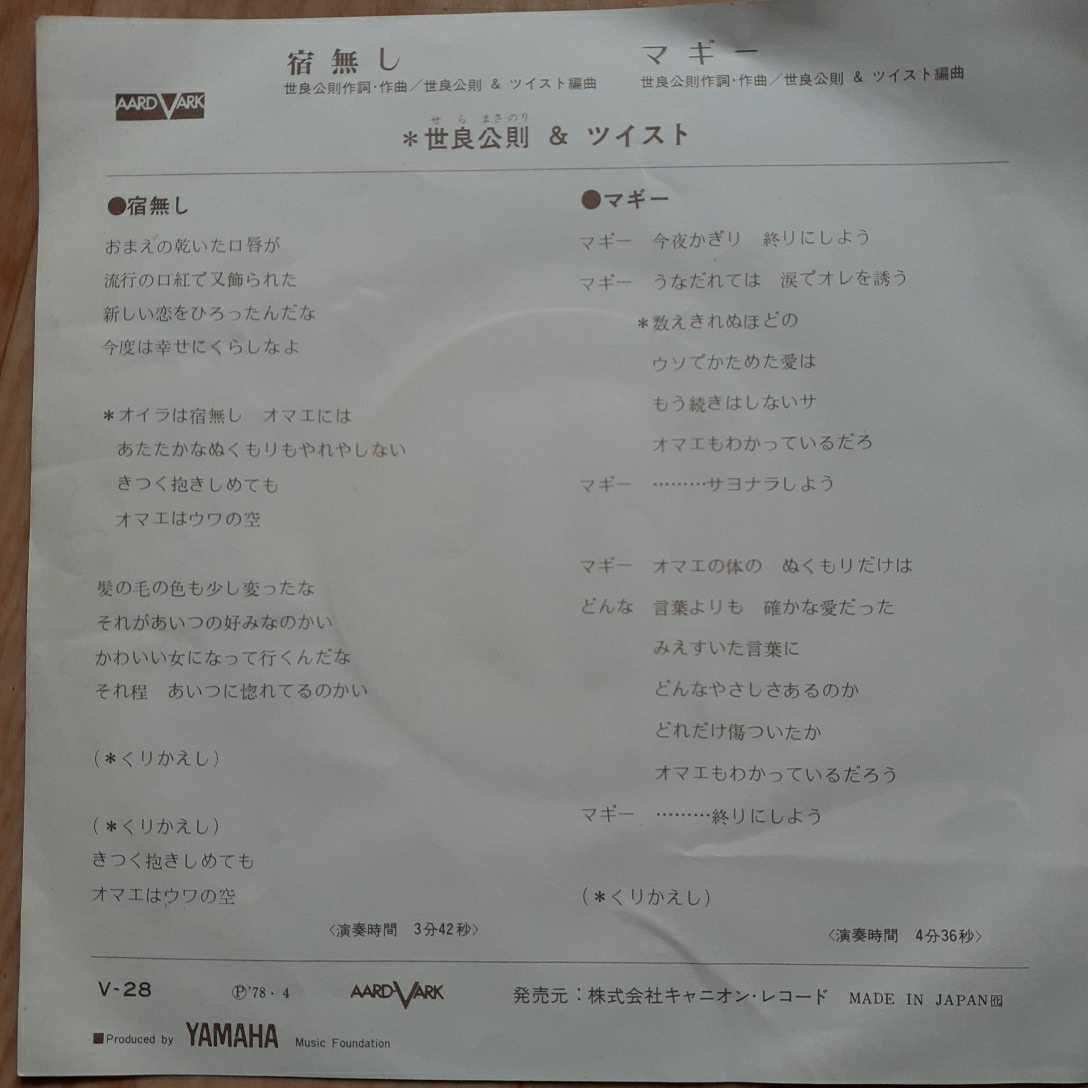 宿無し
世良公則作詞・作曲／世良公則 & ツイスト編曲
マギー
世良公則作詞・作曲／世良公則 & ツイスト編曲
AARDVARK
せら まさのり
＊世良公則 & ツイスト
●宿無し
おまえの乾いた口唇が
流行の口紅で又飾られた
新しい恋をひろったんだな
今度は幸せにくらしなよ
＊オイラは宿無し　オマエには
あたたかなぬくもりもやれやしない
きつく抱きしめても
オマエはウワの空
髪の毛の色も少し変ったな
それがあいつの好みなのかい
かわいい女になって行くんだな
それ程　あいつに惚れてるのかい
(＊くりかえし)
(＊くりかえし)
きつく抱きしめても
オマエはウワの空
〈演奏時間　3分42秒〉
●マギー
マギー　今夜かぎり　終りにしよう
マギー　うなだれては　涙でオレを誘う
＊数えきれぬほどの
ウソでかためた愛は
もう続きはしないサ
オマエもわかっているだろ
マギー　………サヨナラしよう
マギー　オマエの体の　ぬくもりだけは
どんな　言葉よりも　確かな愛だった
みえすいた言葉に
どんなやさしさあるのか
どれだけ傷ついたか
オマエもわかっているだろう
マギー　………終りにしよう
(＊くりかえし)
〈演奏時間　4分36秒〉
V-28　Ⓟ'78・4　AARD-VARK　発売元：株式会社キャニオン・レコード　MADE IN JAPAN
■Produced by YAMAHA Music Foundation